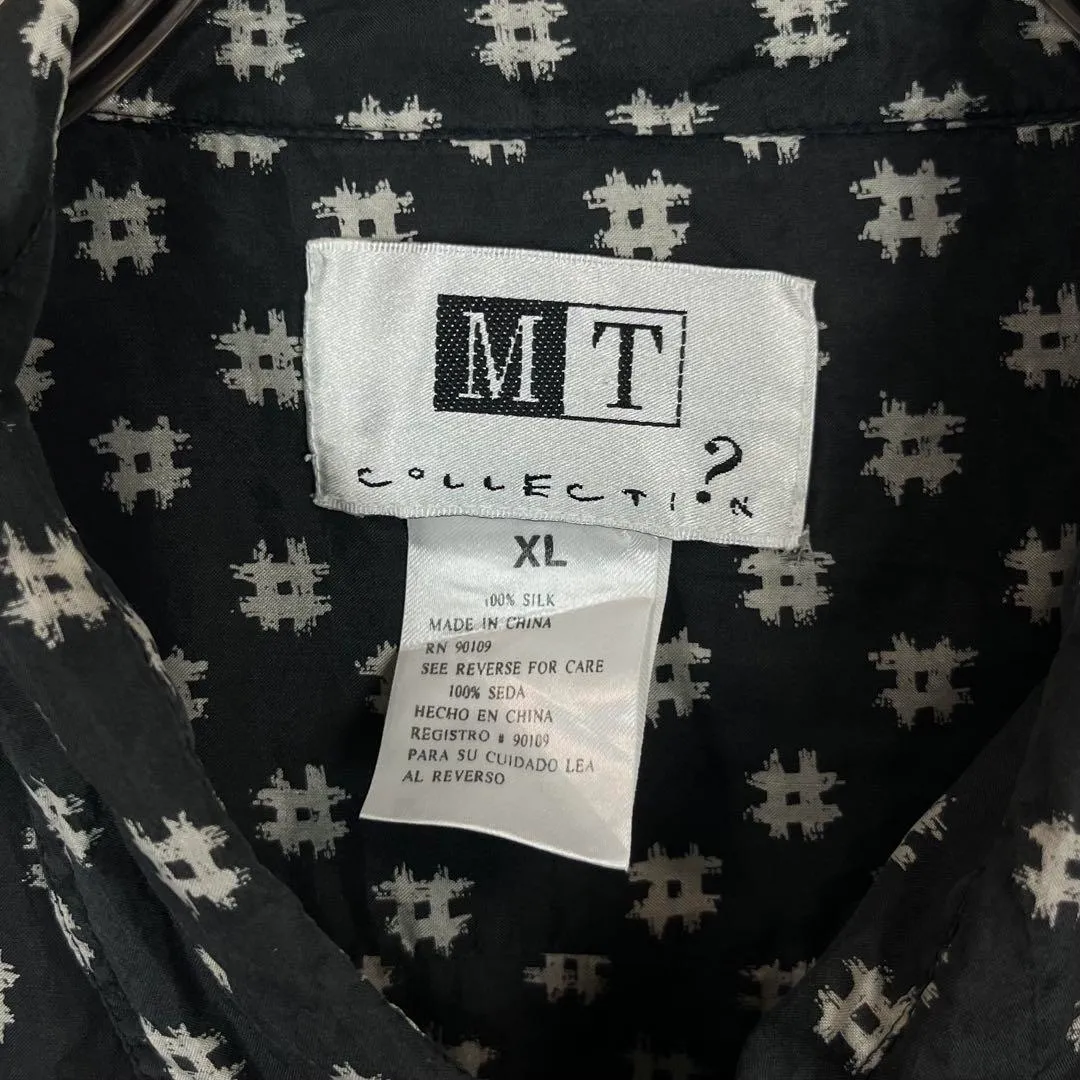 MT
COLLECTI?N
XL
100% SILK
MADE IN CHINA
RN 90109
SEE REVERSE FOR CARE
100% SEDA
HECHO EN CHINA
REGISTRO # 90109
PARA SU CUIDADO LEA
AL REVERSO